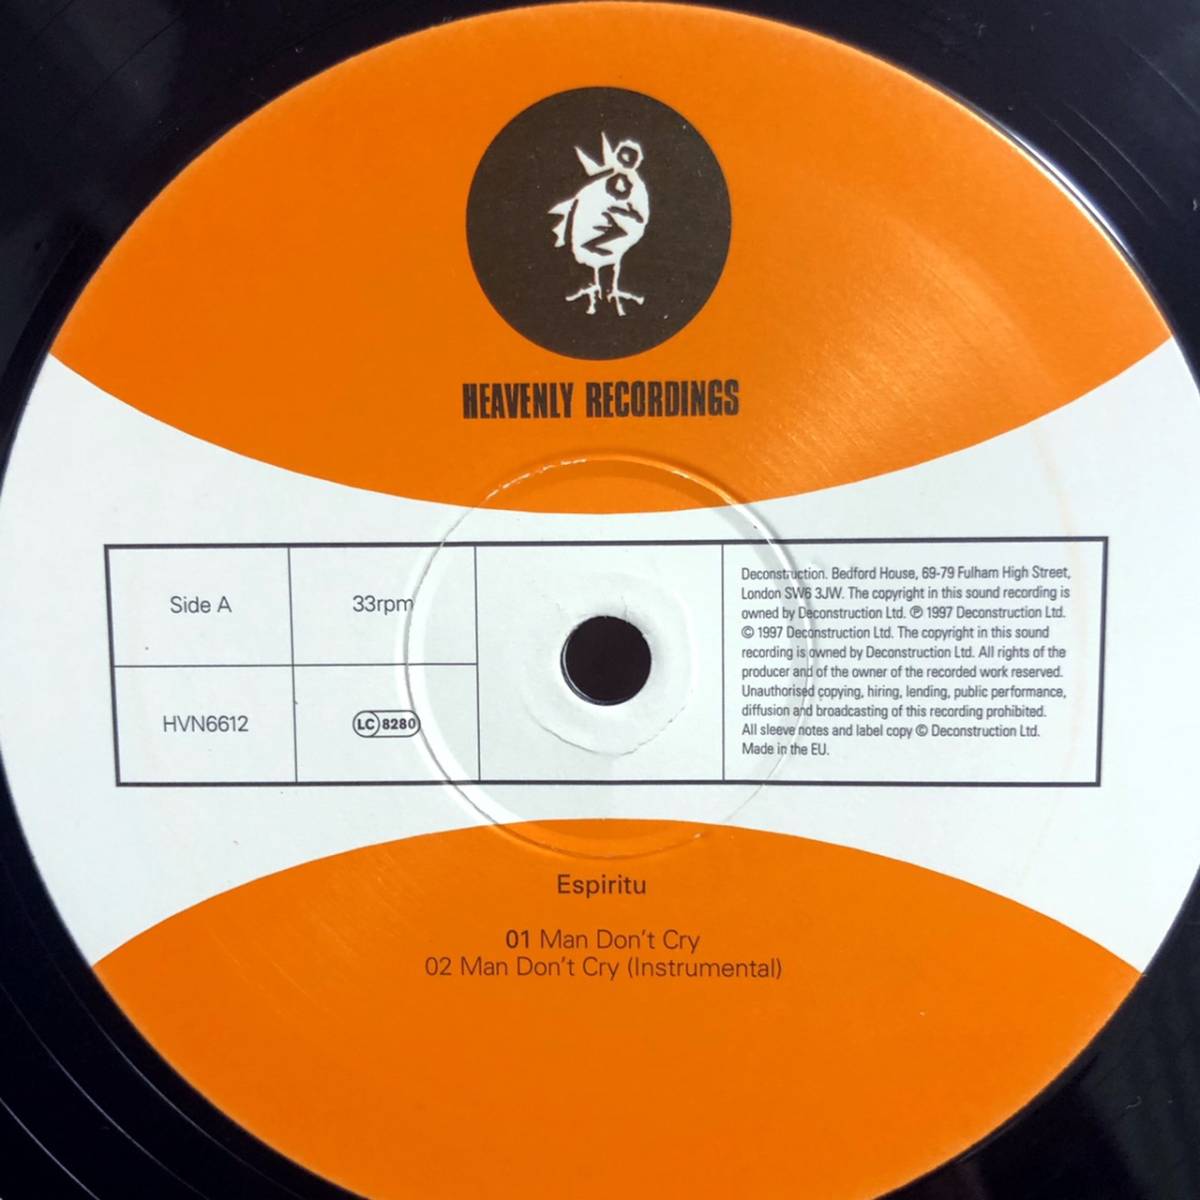 HEAVENLY RECORDINGS
Side A
33rpm
HVN6612
LC 8280
Deconstruction. Bedford House, 69-79 Fulham High Street,
London SW6 3JW. The copyright in this sound recording is
owned by Deconstruction Ltd. ℗ 1997 Deconstruction Ltd.
© 1997 Deconstruction Ltd. The copyright in this sound
recording is owned by Deconstruction Ltd. All rights of the
producer and of the owner of the recorded work reserved.
Unauthorised copying, hiring, lending, public performance,
diffusion and broadcasting of this recording prohibited.
All sleeve notes and label copy © Deconstruction Ltd.
Made in the EU.
Espiritu
01 Man Don't Cry
02 Man Don't Cry (Instrumental)